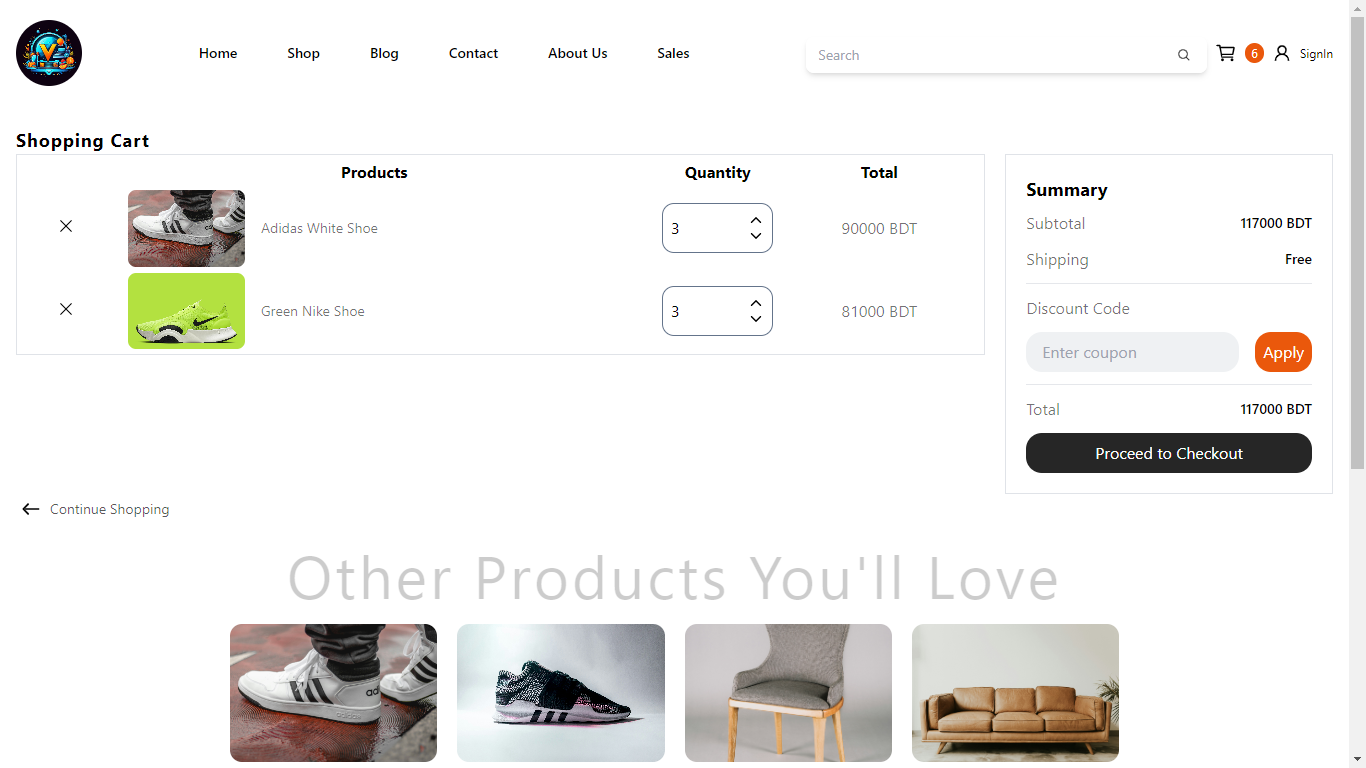 Home Shop Blog Contact About Us Sales Search 6 SignIn
Shopping Cart
Products Quantity Total
Adidas White Shoe 3 90000 BDT
Green Nike Shoe 3 81000 BDT
Summary
Subtotal 117000 BDT
Shipping Free
Discount Code
Enter coupon Apply
Total 117000 BDT
Proceed to Checkout
Continue Shopping
Other Products You'll Love